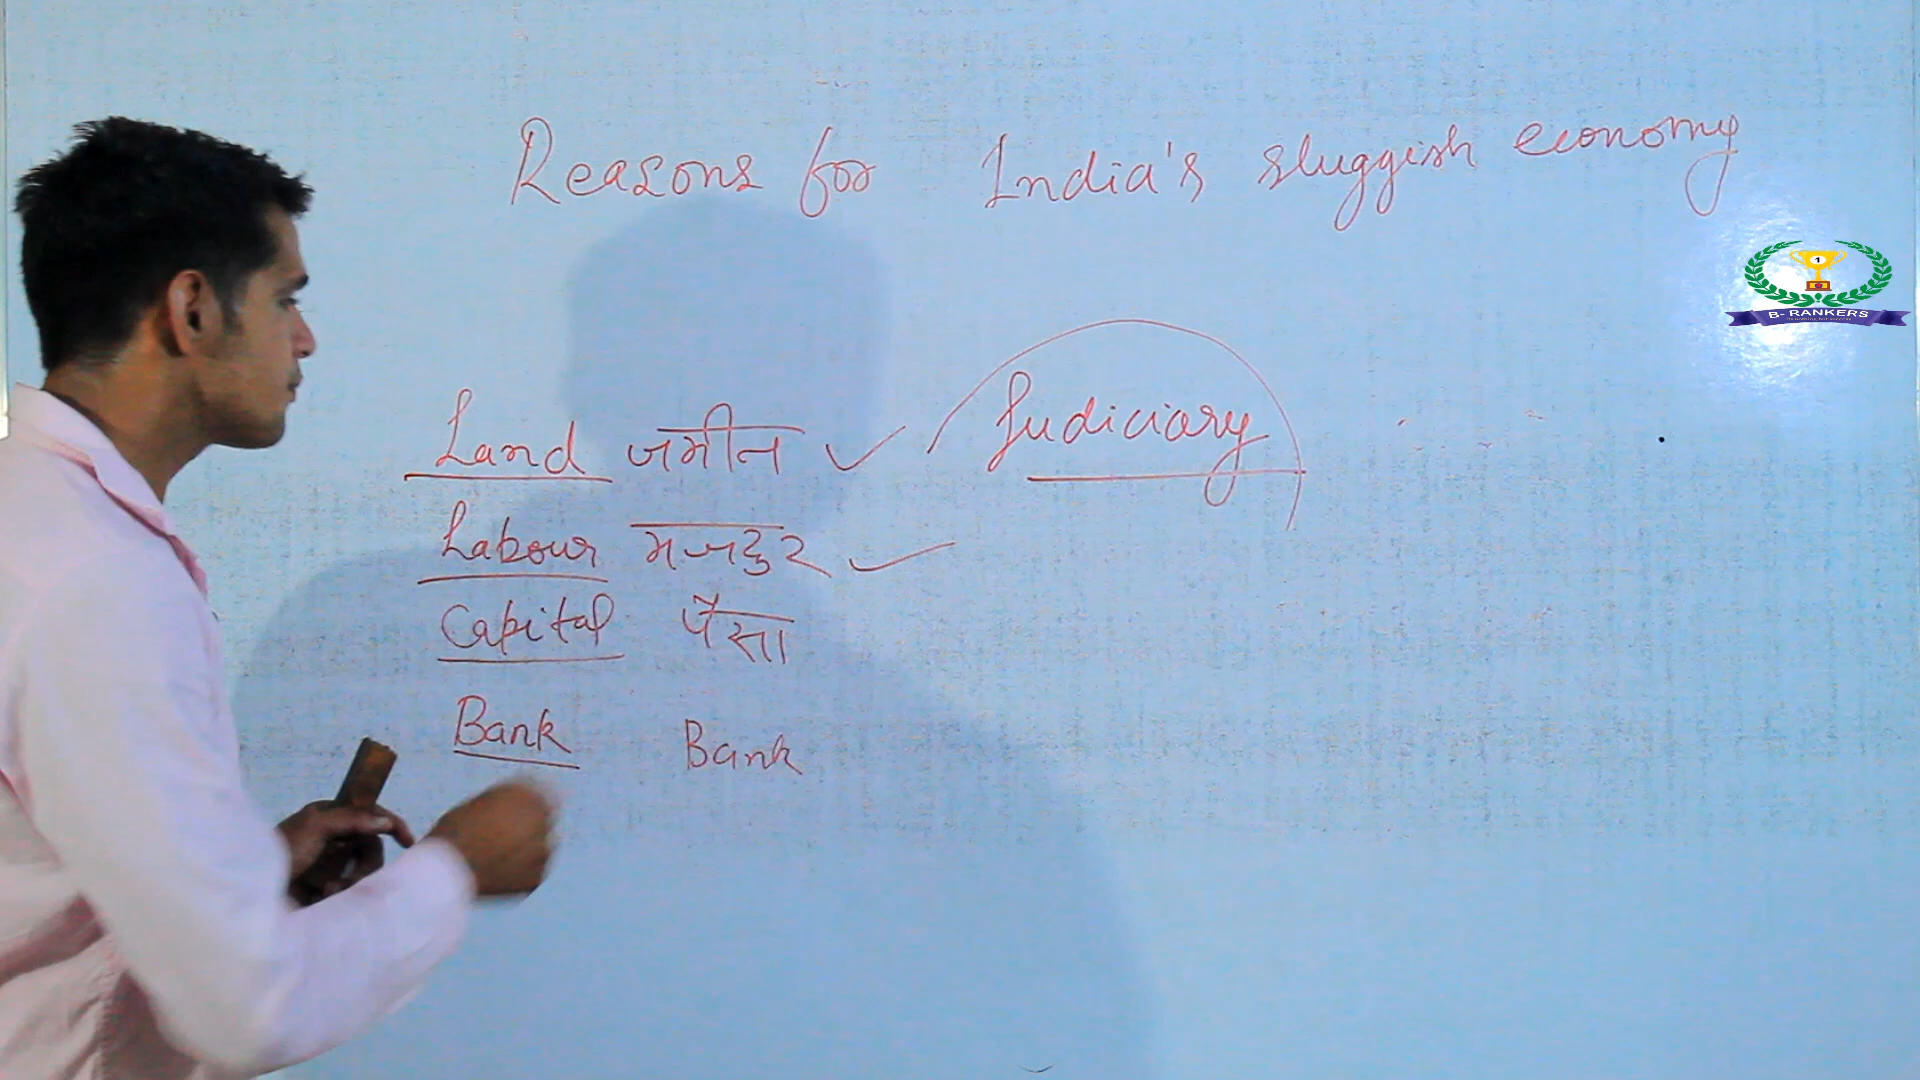 Reasons for India's sluggish economy
B- RANKERS
Land जमीन Judiciary
Labour मजदुर
Capital पैसा
Bank Bank